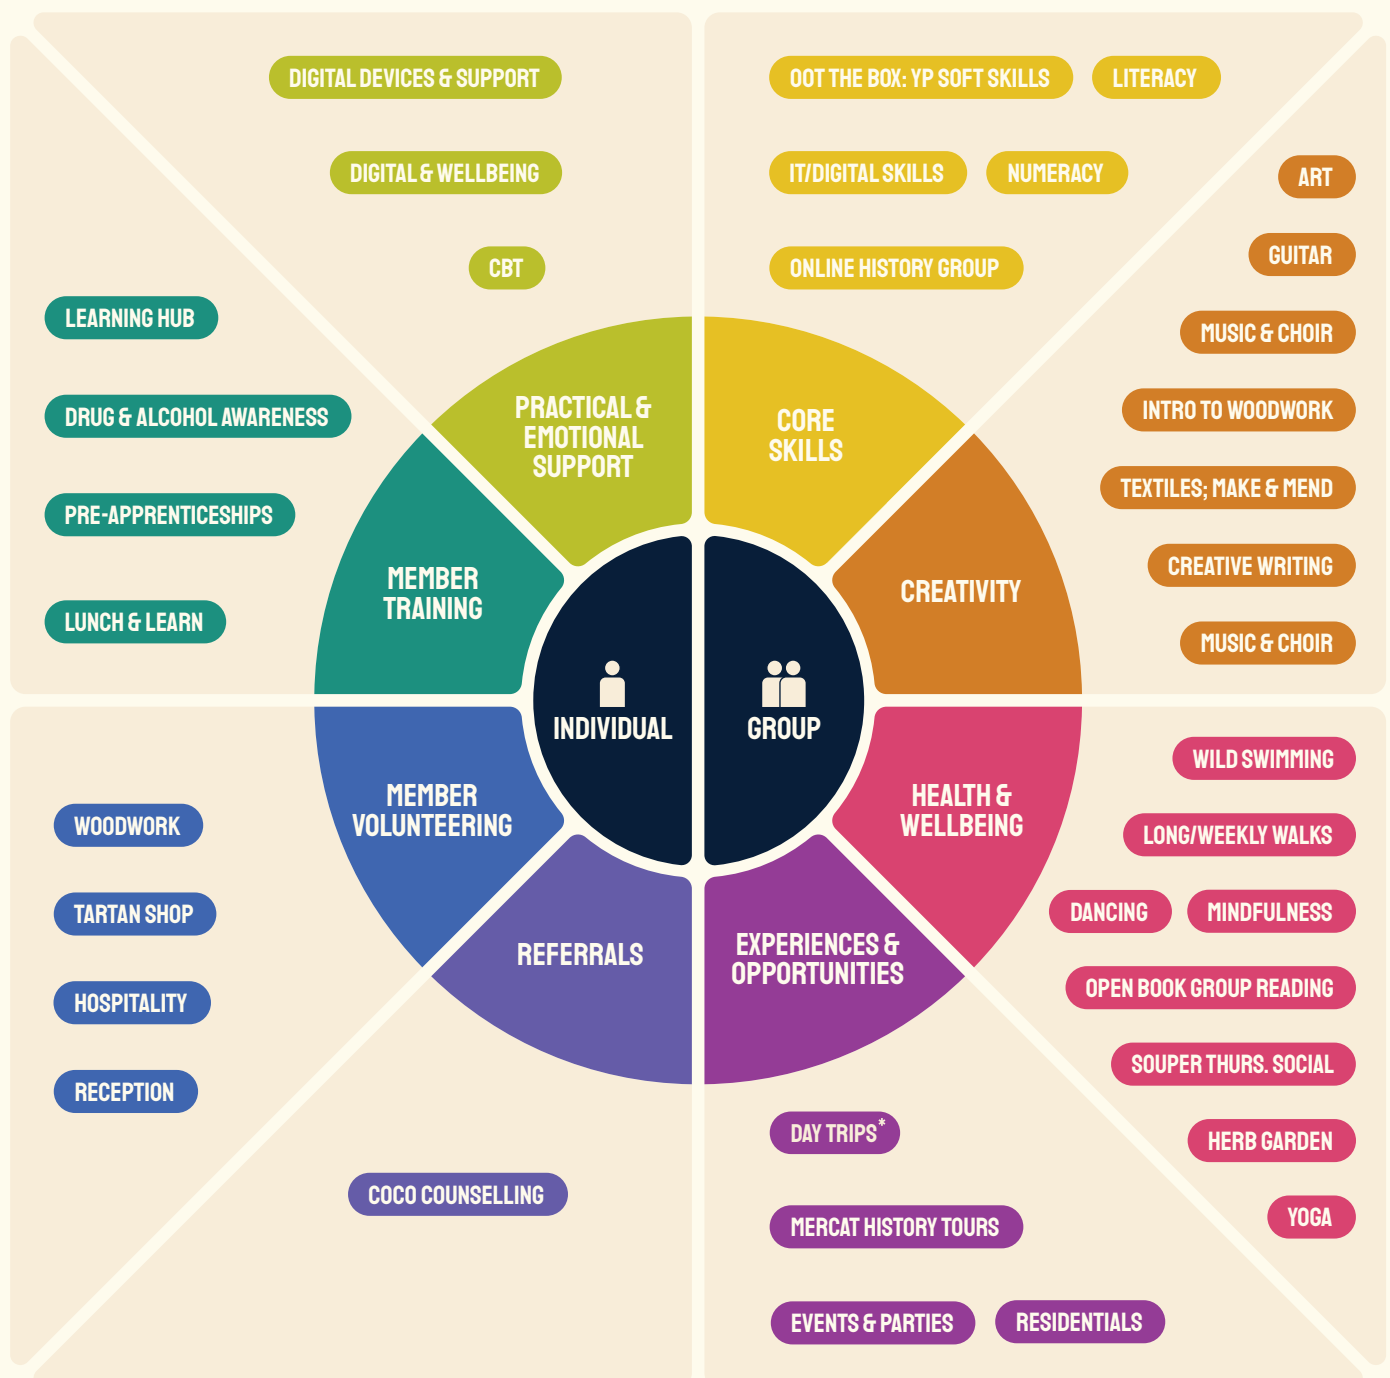 DIGITAL DEVICES & SUPPORT
DIGITAL & WELLBEING
CBT
OOT THE BOX: YP SOFT SKILLS
LITERACY
IT/DIGITAL SKILLS
NUMERACY
ONLINE HISTORY GROUP
ART
GUITAR
MUSIC & CHOIR
INTRO TO WOODWORK
TEXTILES; MAKE & MEND
CREATIVE WRITING
MUSIC & CHOIR
LEARNING HUB
DRUG & ALCOHOL AWARENESS
PRE-APPRENTICESHIPS
LUNCH & LEARN
PRACTICAL &
EMOTIONAL
SUPPORT
CORE
SKILLS
MEMBER
TRAINING
CREATIVITY
INDIVIDUAL
GROUP
MEMBER
VOLUNTEERING
HEALTH &
WELLBEING
REFERRALS
EXPERIENCES &
OPPORTUNITIES
WOODWORK
TARTAN SHOP
HOSPITALITY
RECEPTION
WILD SWIMMING
LONG/WEEKLY WALKS
DANCING
MINDFULNESS
OPEN BOOK GROUP READING
SOUPER THURS. SOCIAL
HERB GARDEN
YOGA
COCO COUNSELLING
DAY TRIPS*
MERCAT HISTORY TOURS
EVENTS & PARTIES
RESIDENTIALS